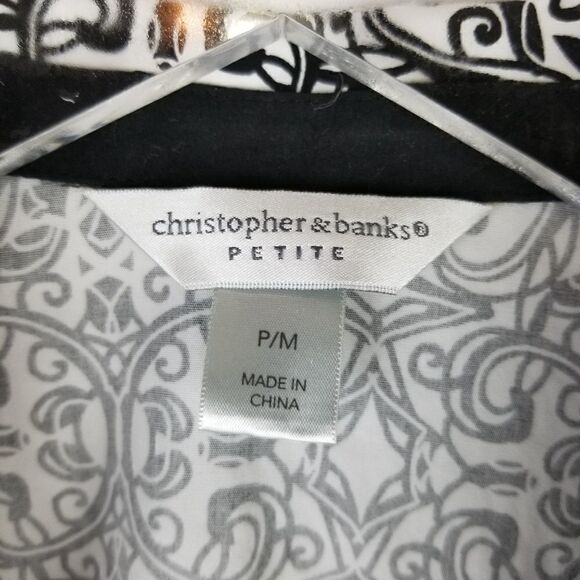 christopher & banks®
PETITE
P/M
MADE IN
CHINA